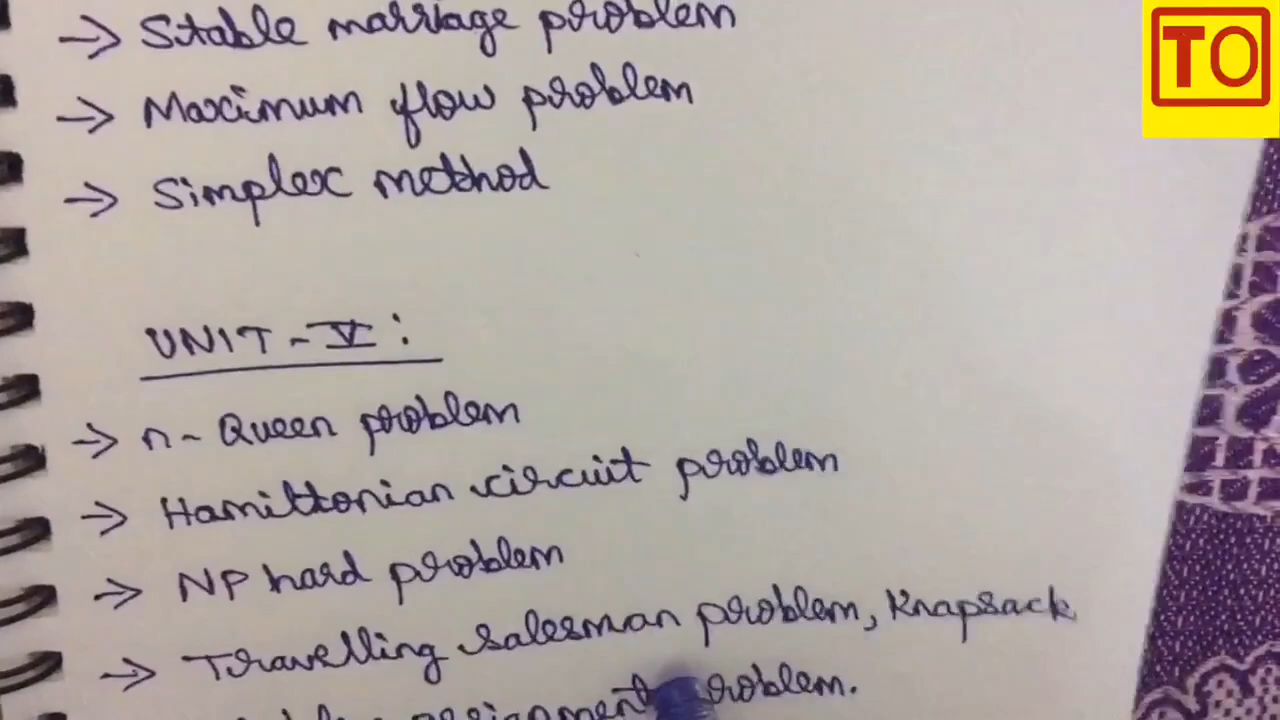 → Stable marriage problem
TO
→ Maximum flow problem
→ Simplex method
UNIT - V :
→ n - Queen problem
→ Hamiltonian circuit problem
→ NP hard problem
→ Travelling salesman problem, Knapsack
assignment problem.